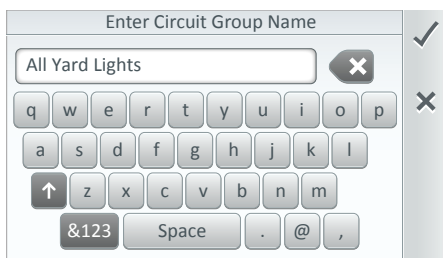 Enter Circuit Group Name
All Yard Lights
q w e r t y u i o p
a s d f g h j k l
z x c v b n m
&123 Space . @ ,